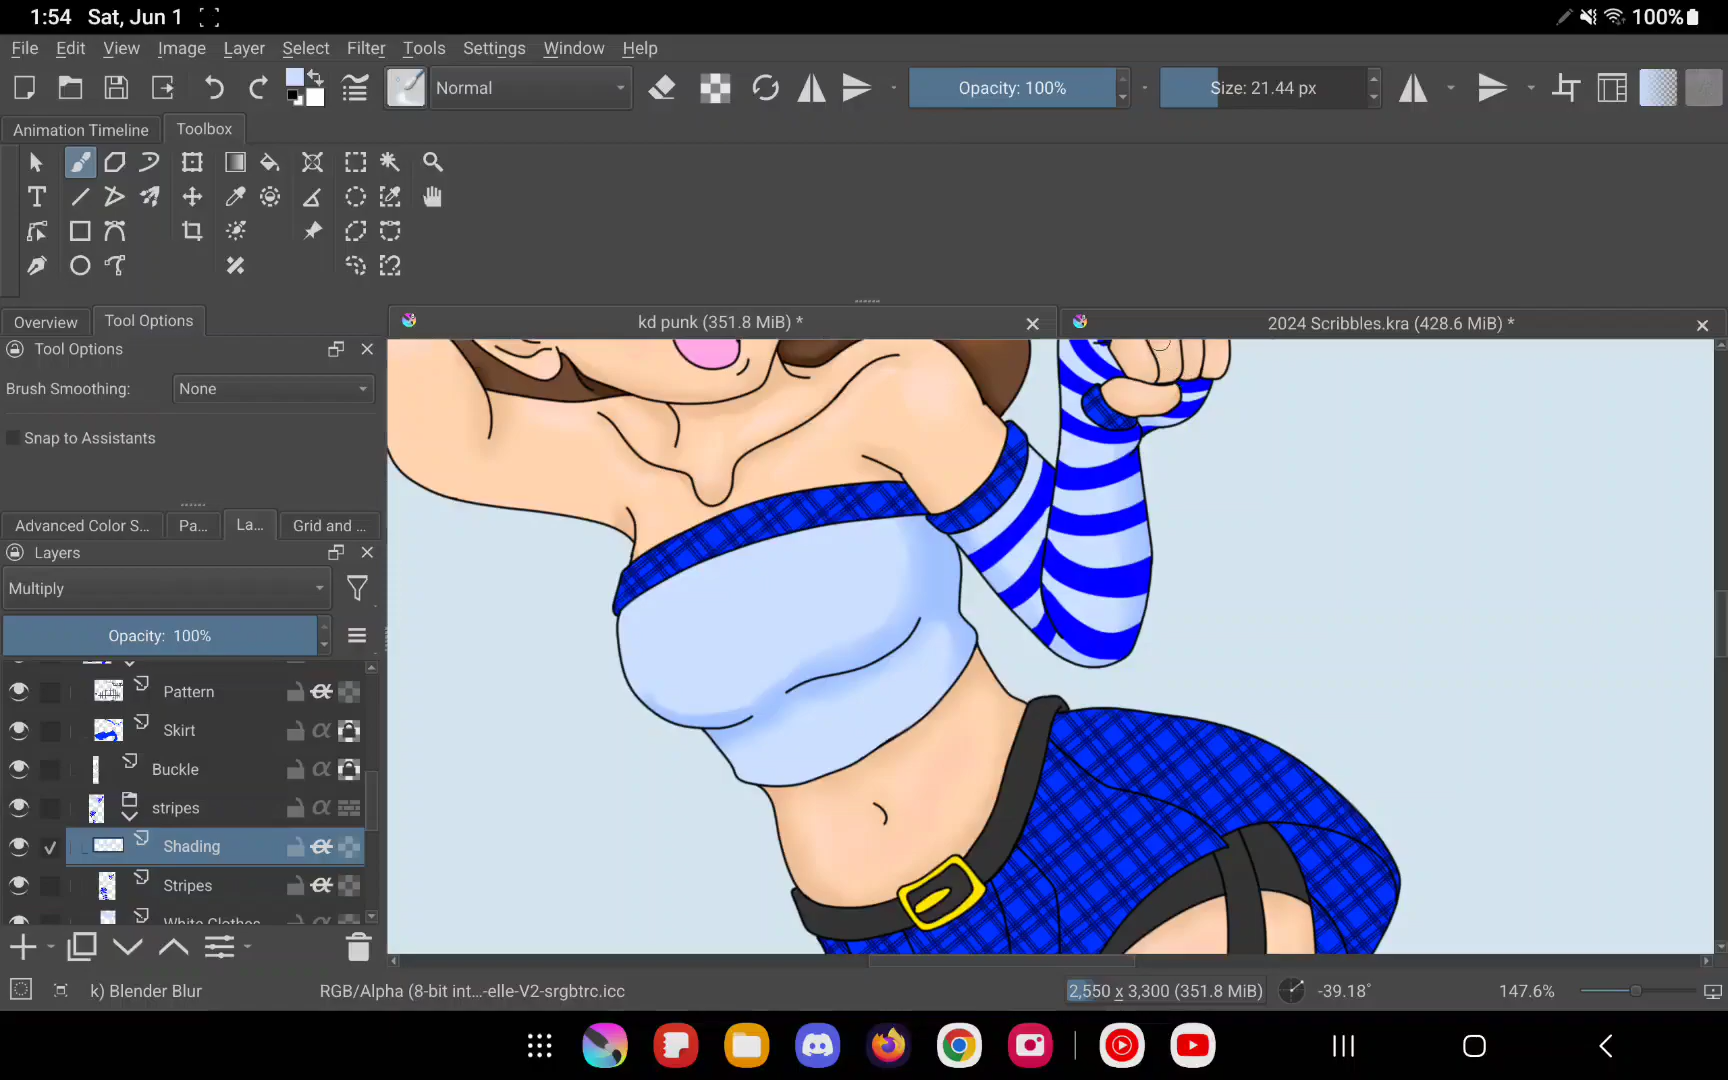 1:54 Sat, Jun 1
100%
File Edit View Image Layer Select Filter Tools Settings Window Help
Normal
Opacity: 100%
Size: 21.44 px
Animation Timeline Toolbox
Overview Tool Options
kd punk (351.8 MiB) *
2024 Scribbles.kra (428.6 MiB) *
Tool Options
Brush Smoothing: None
Snap to Assistants
Advanced Color S... Pa... La... Grid and ...
Layers
Multiply
Opacity: 100%
Pattern
Skirt
Buckle
stripes
Shading
Stripes
White Clothes
k) Blender Blur
RGB/Alpha (8-bit int...-elle-V2-srgbtrc.icc
2,550 x 3,300 (351.8 MiB)
-39.18°
147.6%